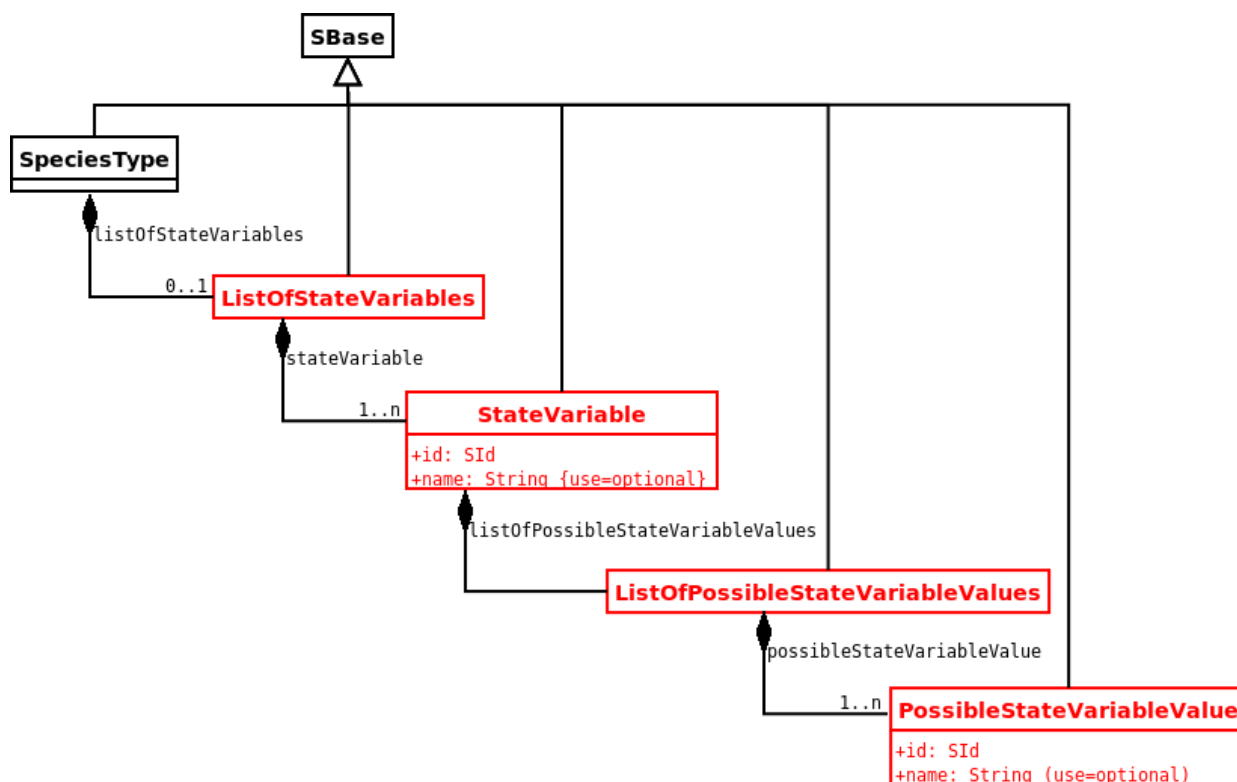 SBase
SpeciesType
listOfStateVariables
0..1
ListOfStateVariables
stateVariable
1..n
StateVariable
+id: SId
+name: String {use=optional}
listOfPossibleStateVariableValues
ListOfPossibleStateVariableValues
possibleStateVariableValue
1..n
PossibleStateVariableValue
+id: SId
+name: String (use=optional)